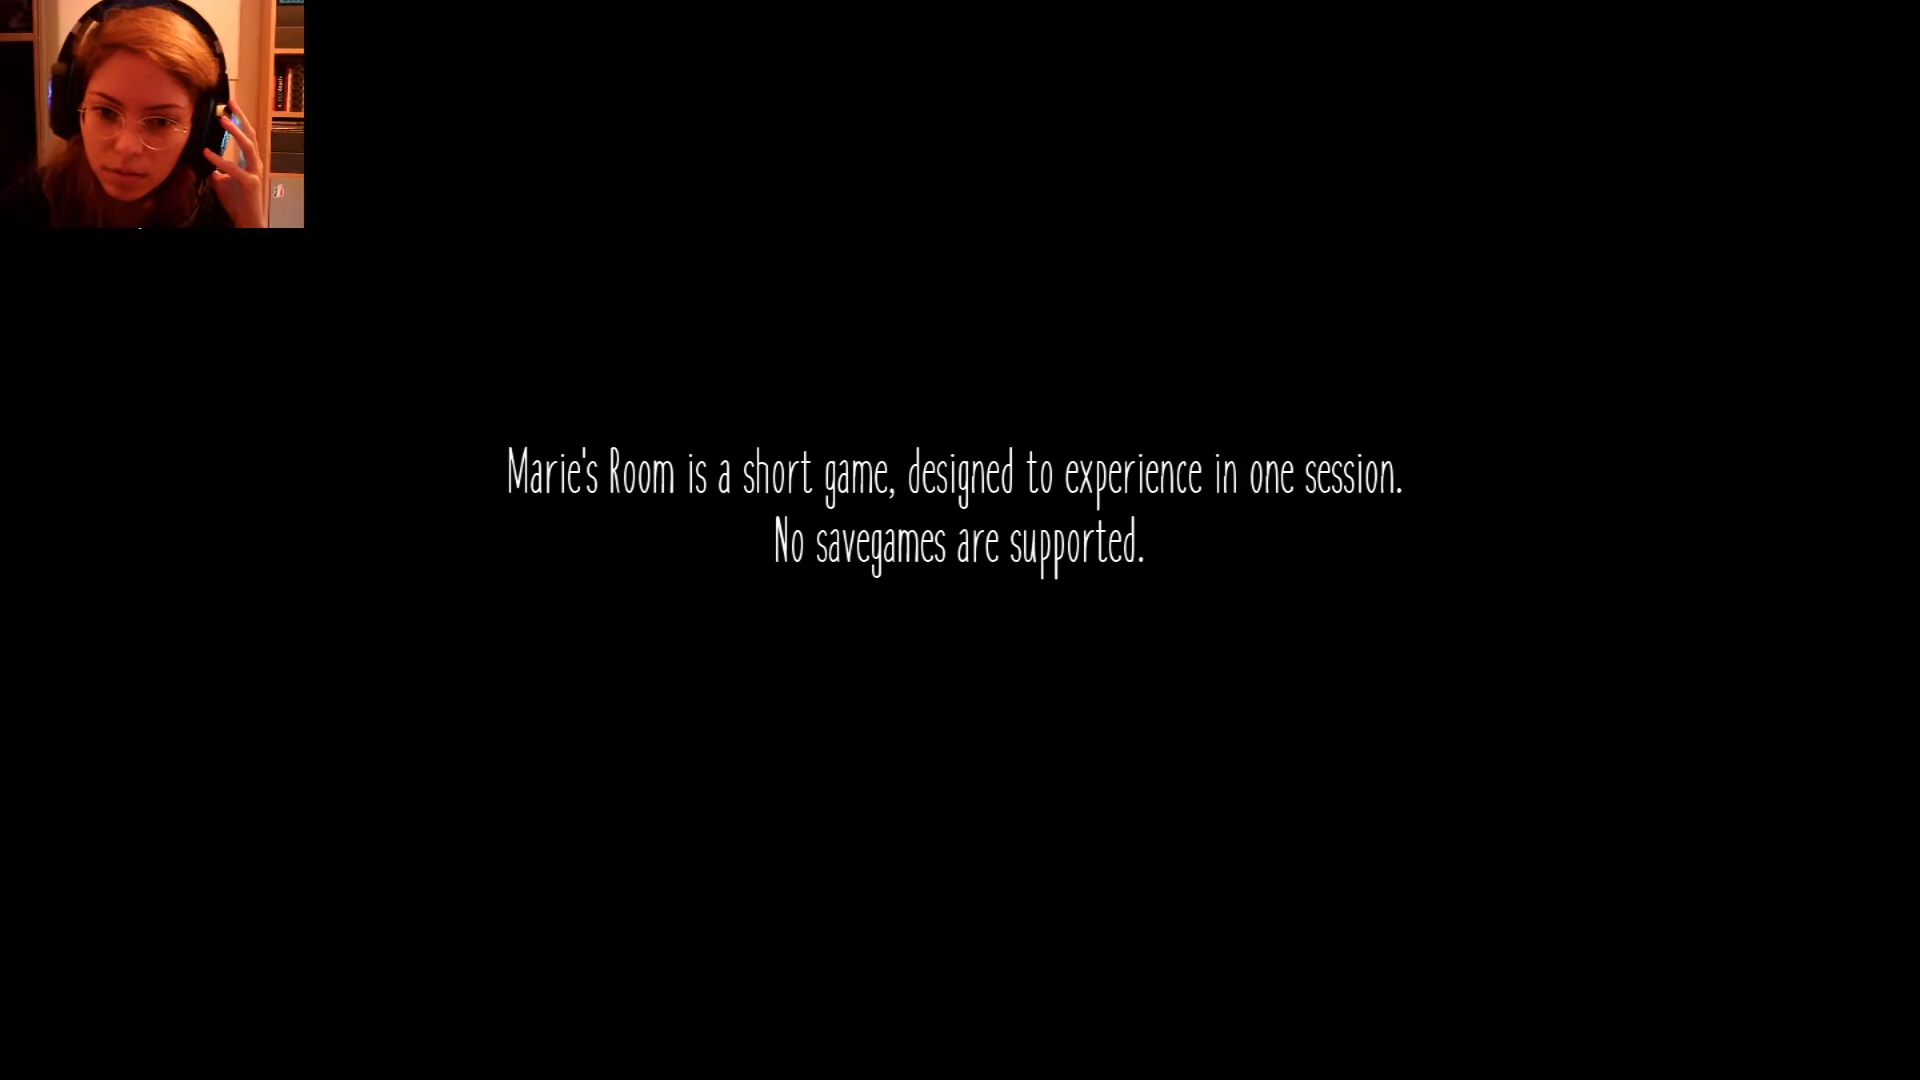 Marie's Room is a short game, designed to experience in one session.
No savegames are supported.